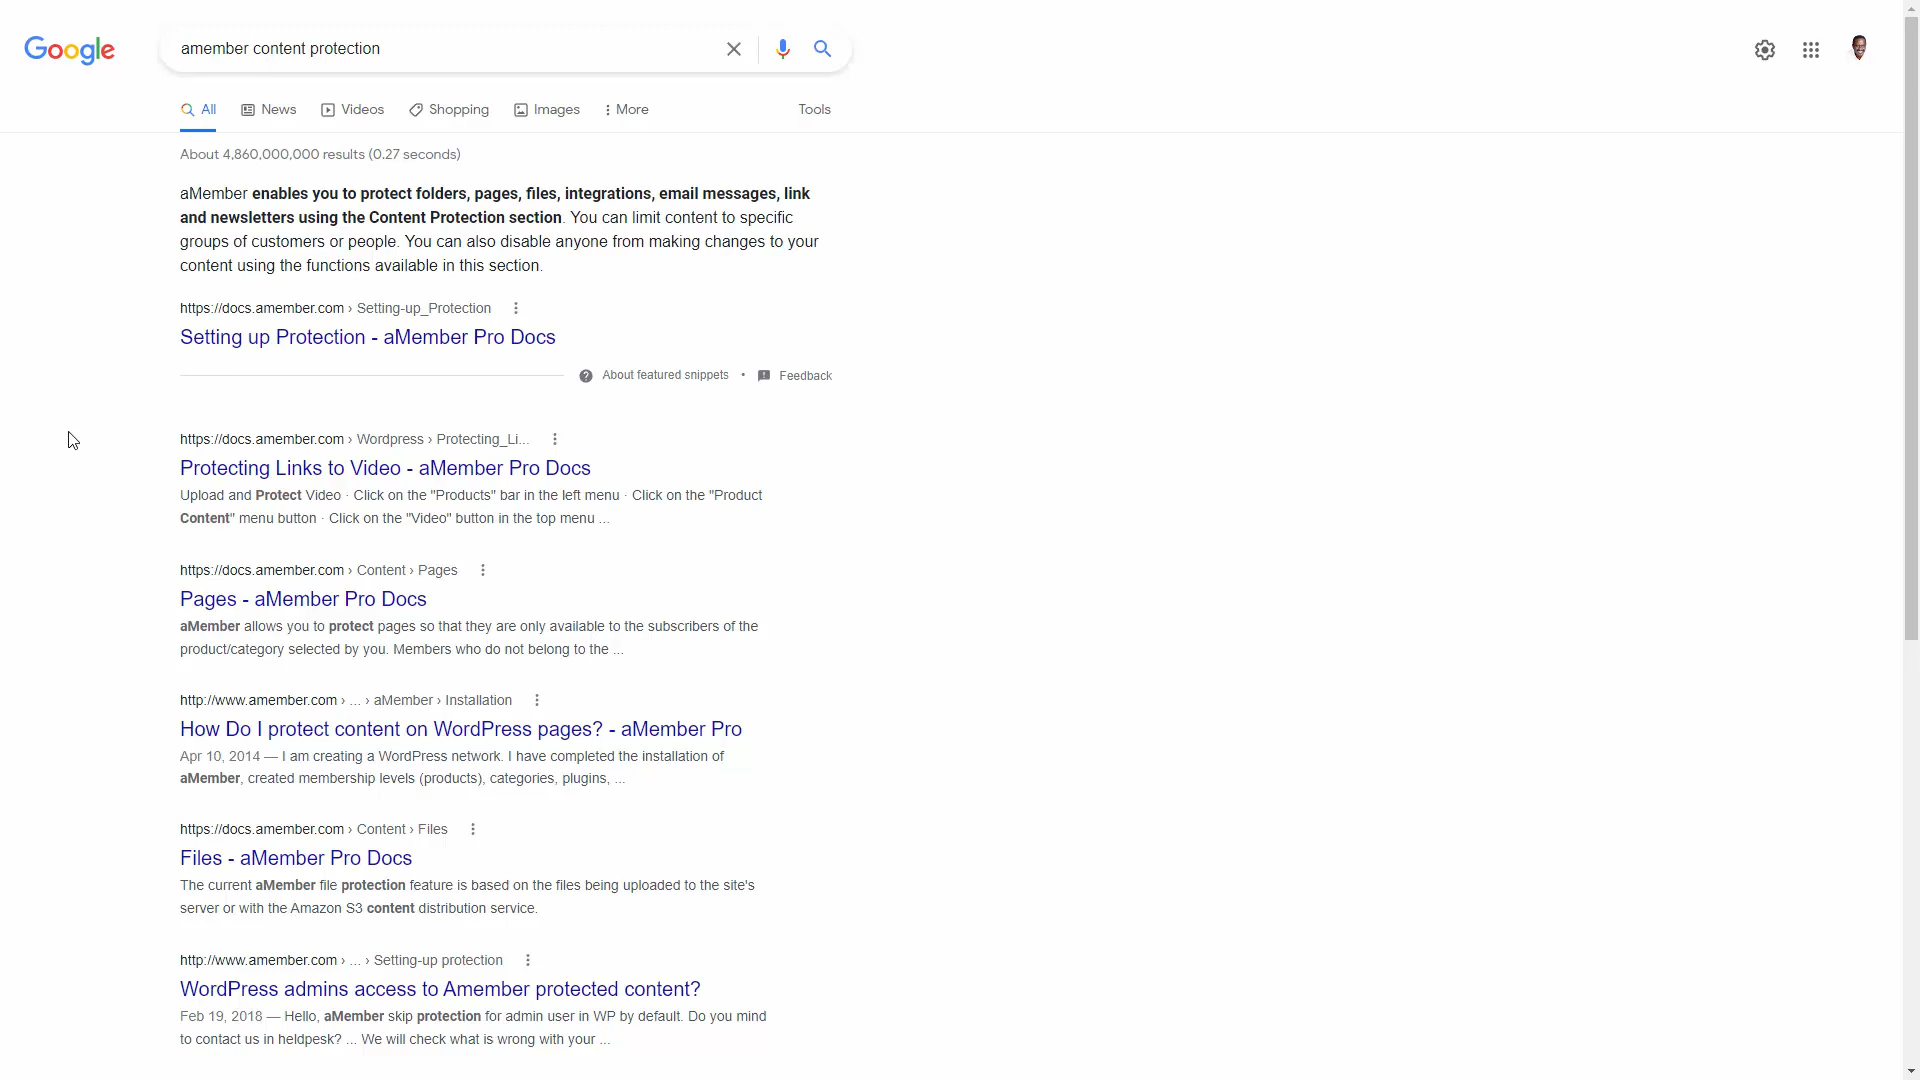 Google
amember content protection
All
News
Videos
Shopping
Images
More
Tools
About 4,860,000,000 results (0.27 seconds)
aMember enables you to protect folders, pages, files, integrations, email messages, link
and newsletters using the Content Protection section. You can limit content to specific
groups of customers or people. You can also disable anyone from making changes to your
content using the functions available in this section.
https://docs.amember.com › Setting-up_Protection
Setting up Protection - aMember Pro Docs
About featured snippets • Feedback
https://docs.amember.com › Wordpress › Protecting_Li...
Protecting Links to Video - aMember Pro Docs
Upload and Protect Video · Click on the "Products" bar in the left menu · Click on the "Product
Content" menu button · Click on the "Video" button in the top menu ...
https://docs.amember.com › Content › Pages
Pages - aMember Pro Docs
aMember allows you to protect pages so that they are only available to the subscribers of the
product/category selected by you. Members who do not belong to the ...
http://www.amember.com › ... › aMember › Installation
How Do I protect content on WordPress pages? - aMember Pro
Apr 10, 2014 — I am creating a WordPress network. I have completed the installation of
aMember, created membership levels (products), categories, plugins, ...
https://docs.amember.com › Content › Files
Files - aMember Pro Docs
The current aMember file protection feature is based on the files being uploaded to the site's
server or with the Amazon S3 content distribution service.
http://www.amember.com › ... › Setting-up protection
WordPress admins access to Amember protected content?
Feb 19, 2018 — Hello, aMember skip protection for admin user in WP by default. Do you mind
to contact us in heldpesk? ... We will check what is wrong with your ...